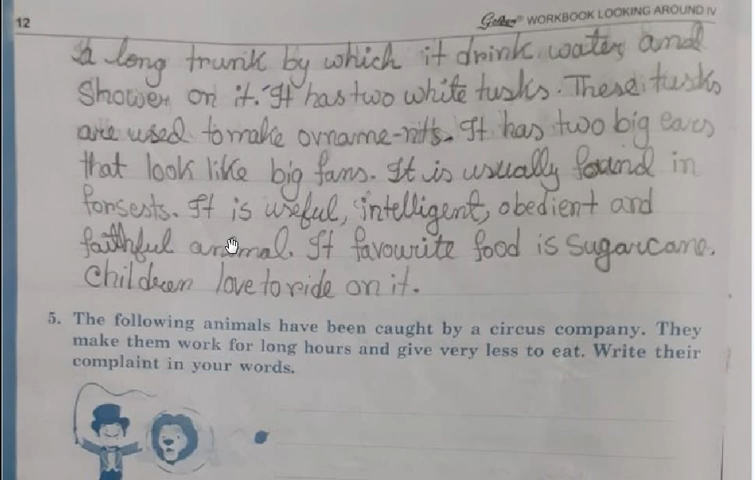 12
Golden WORKBOOK LOOKING AROUND IV
a long trunk by which it drink water and
Shower on it. It has two white tusks. These tusks
are used to make orname-nts. It has two big ears
that look like big fans. It is usually found in
forsests. It is useful, intelligent, obedient and
faithful animal. It favourite food is Sugarcane.
Children love to ride on it.
5. The following animals have been caught by a circus company. They
make them work for long hours and give very less to eat. Write their
complaint in your words.